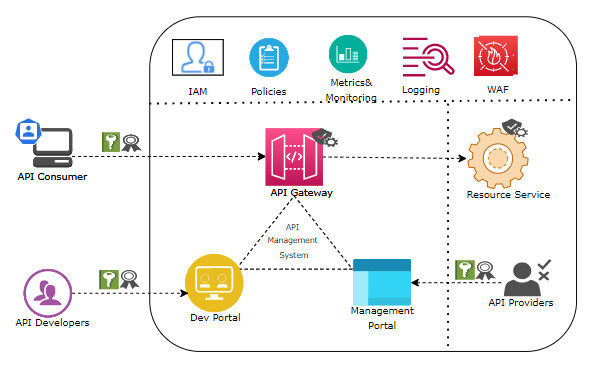 IAM
Policies
Metrics&
Monitoring
Logging
WAF
API Consumer
API Gateway
Resource Service
API
Management
System
API Developers
Dev Portal
Management
Portal
API Providers